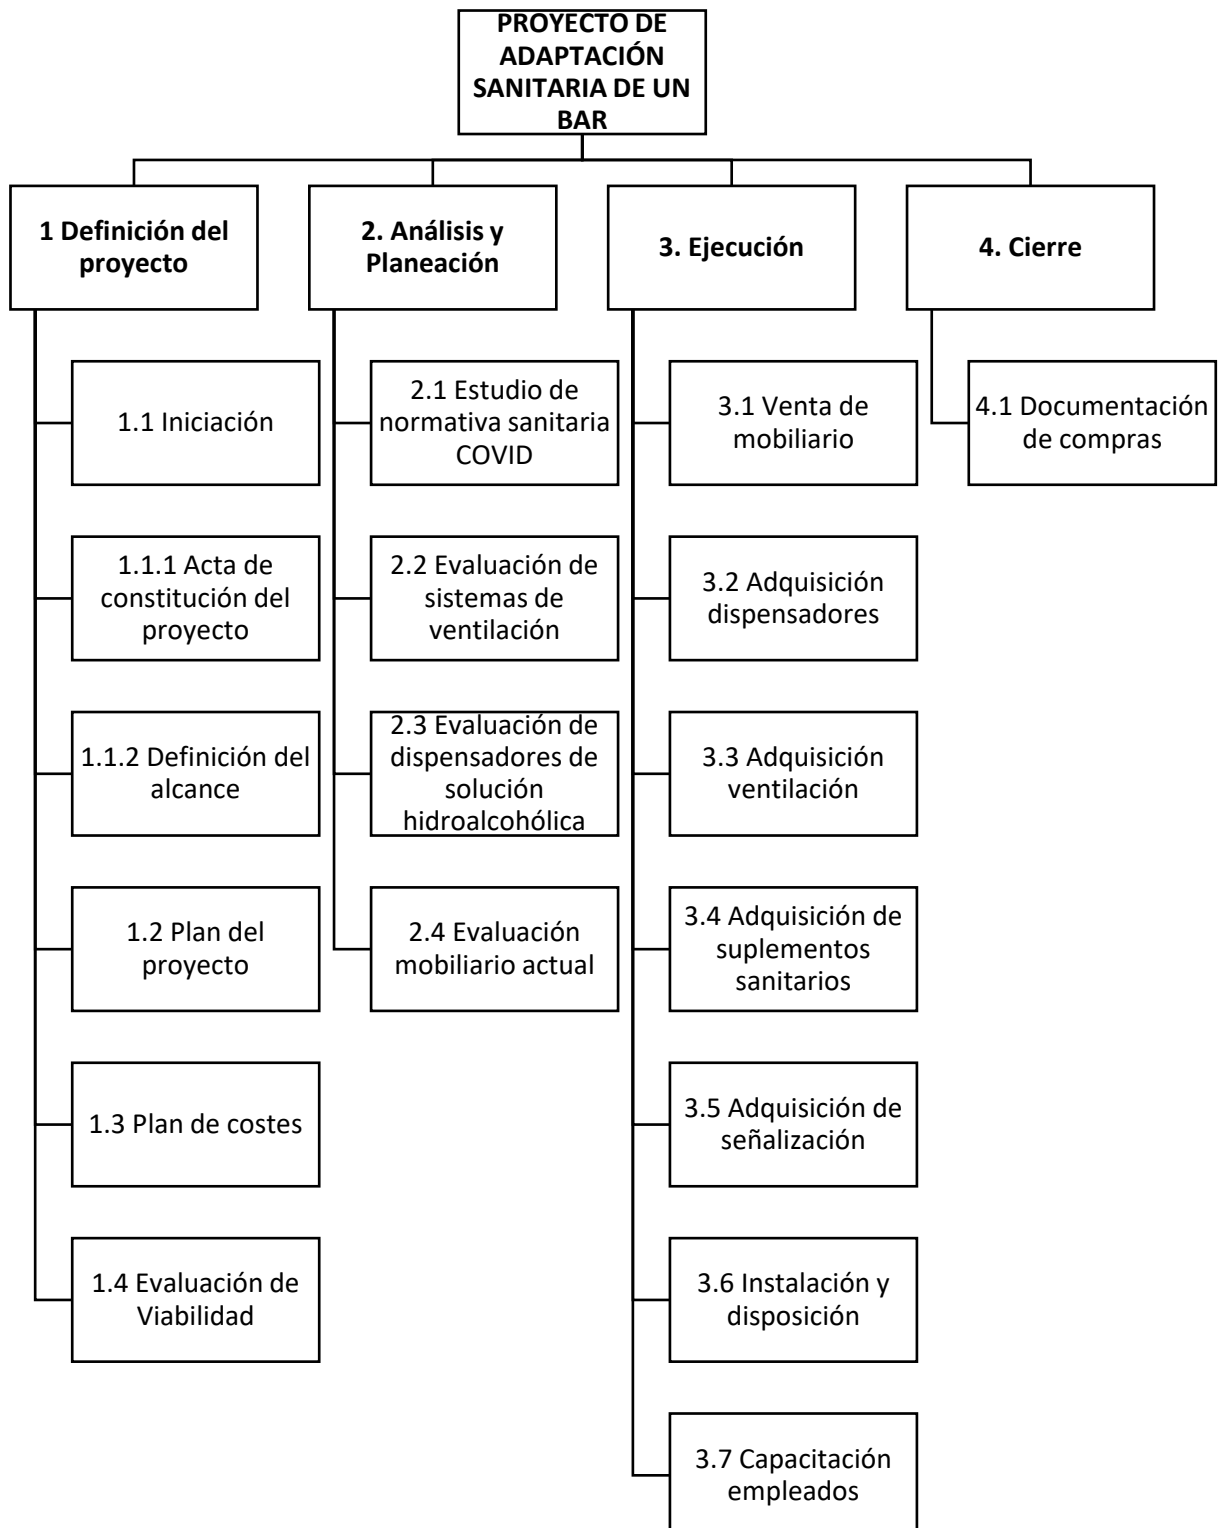 PROYECTO DE
ADAPTACIÓN
SANITARIA DE UN
BAR
1 Definición del
proyecto
2. Análisis y
Planeación
3. Ejecución
4. Cierre
1.1 Iniciación
1.1.1 Acta de
constitución del
proyecto
1.1.2 Definición del
alcance
1.2 Plan del
proyecto
1.3 Plan de costes
1.4 Evaluación de
Viabilidad
2.1 Estudio de
normativa sanitaria
COVID
2.2 Evaluación de
sistemas de
ventilación
2.3 Evaluación de
dispensadores de
solución
hidroalcohólica
2.4 Evaluación
mobiliario actual
3.1 Venta de
mobiliario
3.2 Adquisición
dispensadores
3.3 Adquisición
ventilación
3.4 Adquisición de
suplementos
sanitarios
3.5 Adquisición de
señalización
3.6 Instalación y
disposición
3.7 Capacitación
empleados
4.1 Documentación
de compras